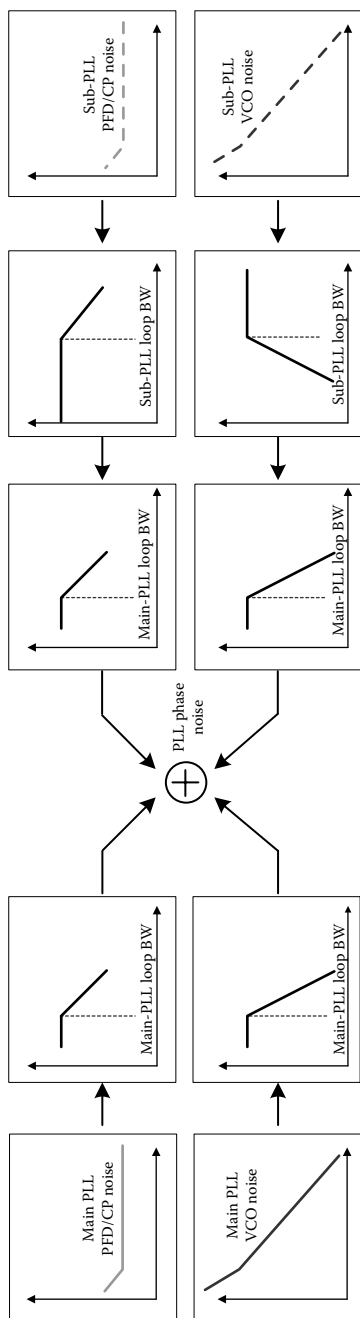 Main PLL
PFD/CP noise
Main-PLL loop BW
Main-PLL loop BW
Sub-PLL loop BW
Sub-PLL
PFD/CP noise
PLL phase
noise
Main PLL
VCO noise
Main-PLL loop BW
Main-PLL loop BW
Sub-PLL loop BW
Sub-PLL
VCO noise